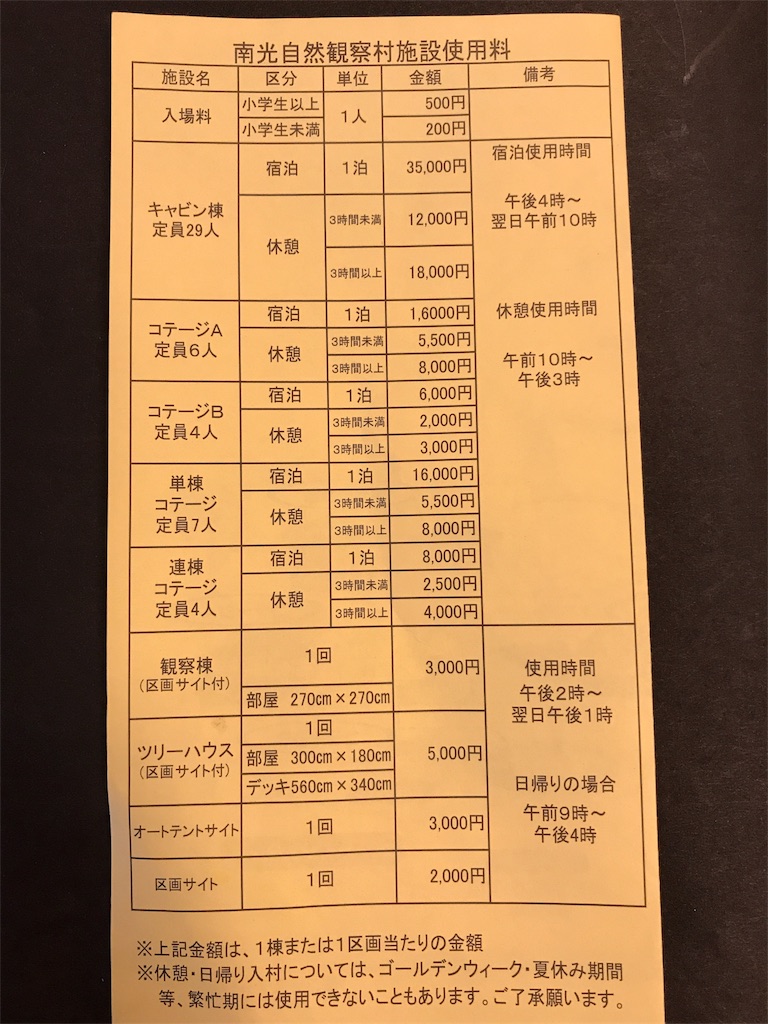 南光自然観察村施設使用料
施設名 区分 単位 金額 備考
入場料 小学生以上 1人 500円
小学生未満 200円
キャビン棟 定員29人 宿泊 1泊 35,000円
休憩 3時間未満 12,000円
3時間以上 18,000円
宿泊使用時間
午後4時～
翌日午前10時
コテージA 定員6人 宿泊 1泊 1,6000円
休憩 3時間未満 5,500円
3時間以上 8,000円
休憩使用時間
午前10時～
午後3時
コテージB 定員4人 宿泊 1泊 6,000円
休憩 3時間未満 2,000円
3時間以上 3,000円
単棟 コテージ 定員7人 宿泊 1泊 16,000円
休憩 3時間未満 5,500円
3時間以上 8,000円
連棟 コテージ 定員4人 宿泊 1泊 8,000円
休憩 3時間未満 2,500円
3時間以上 4,000円
観察棟 (区画サイト付) 1回 3,000円
部屋 270㎝×270㎝
使用時間
午後2時～
翌日午後1時
ツリーハウス (区画サイト付) 1回 5,000円
部屋 300㎝×180㎝
デッキ560㎝×340㎝
日帰りの場合
午前9時～
午後4時
オートテントサイト 1回 3,000円
区画サイト 1回 2,000円
※上記金額は、1棟または1区画当たりの金額
※休憩・日帰り入村については、ゴールデンウィーク・夏休み期間
等、繁忙期には使用できないこともあります。ご了承願います。